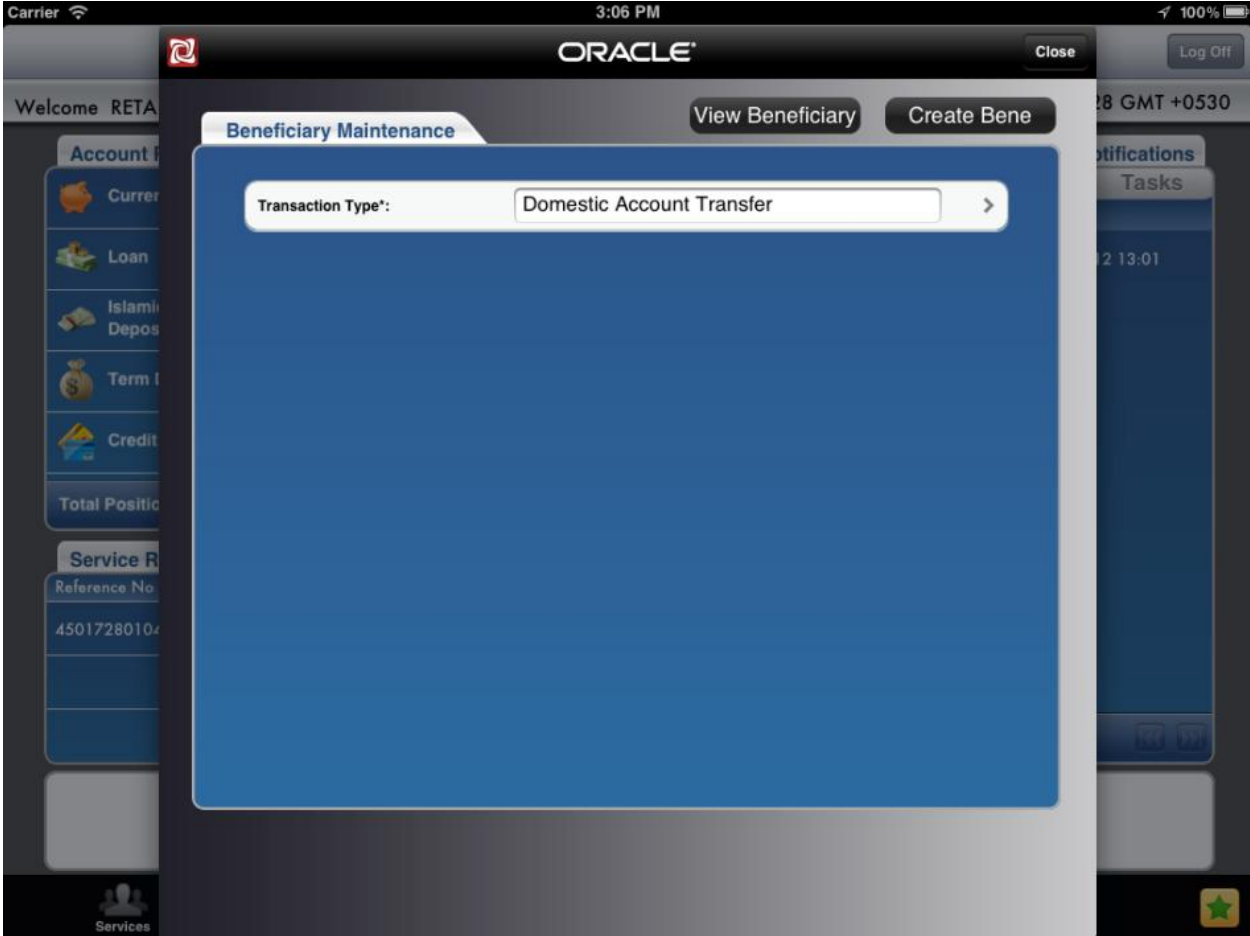 Carrier 3:06 PM 100%
ORACLE Close Log Off
Welcome RETA 28 GMT +0530
View Beneficiary Create Bene
Beneficiary Maintenance
Account otifications
Tasks
Curren
Transaction Type*: Domestic Account Transfer
Loan 12 13:01
Islami
Depos
Term
Credit
Total Positio
Service R
Reference No
4501728010
Services